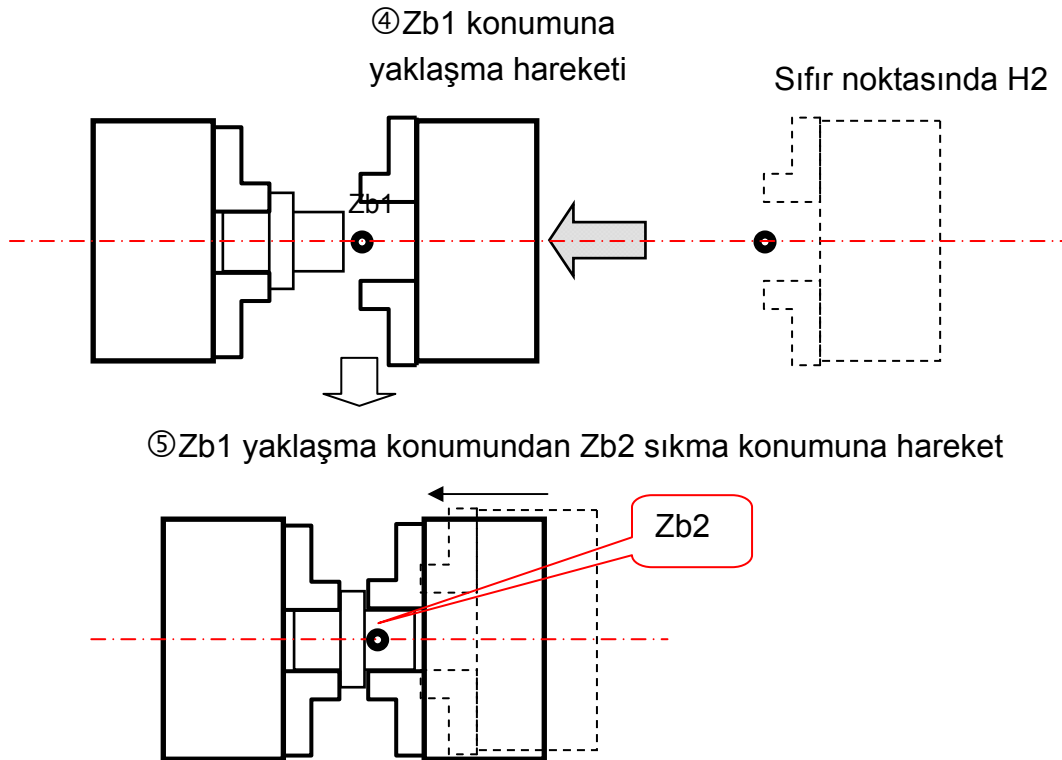 ④Zb1 konumuna
yaklaşma hareketi
Sıfır noktasında H2
Zb1
⑤Zb1 yaklaşma konumundan Zb2 sıkma konumuna hareket
Zb2